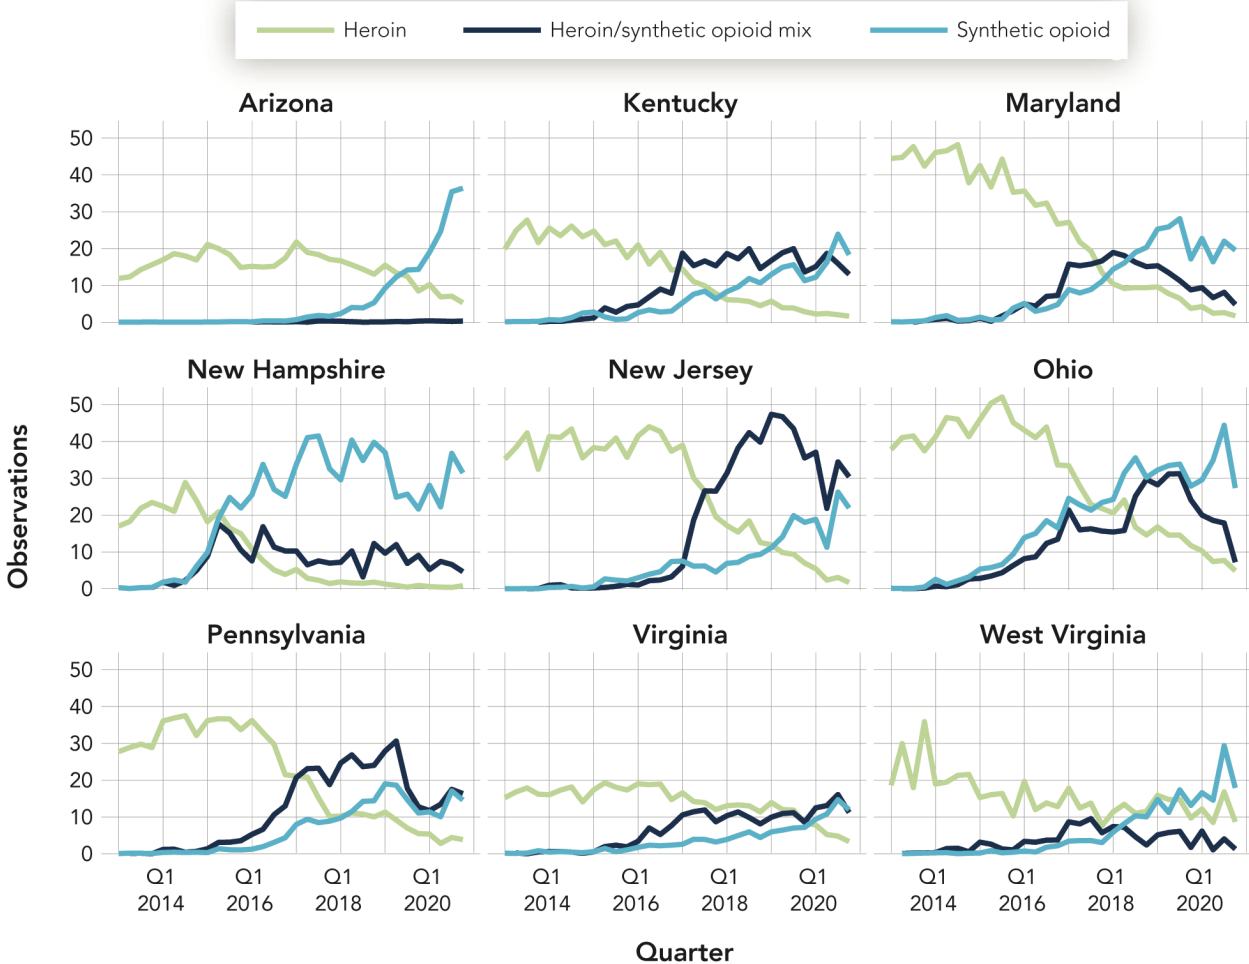 Heroin Heroin/synthetic opioid mix Synthetic opioid
Arizona Kentucky Maryland
50
40
30
20
10
0
New Hampshire New Jersey Ohio
50
40
30
20
10
0
Observations
Pennsylvania Virginia West Virginia
50
40
30
20
10
0
Q1 Q1 Q1 Q1 Q1 Q1 Q1 Q1 Q1 Q1 Q1 Q1
2014 2016 2018 2020 2014 2016 2018 2020 2014 2016 2018 2020
Quarter